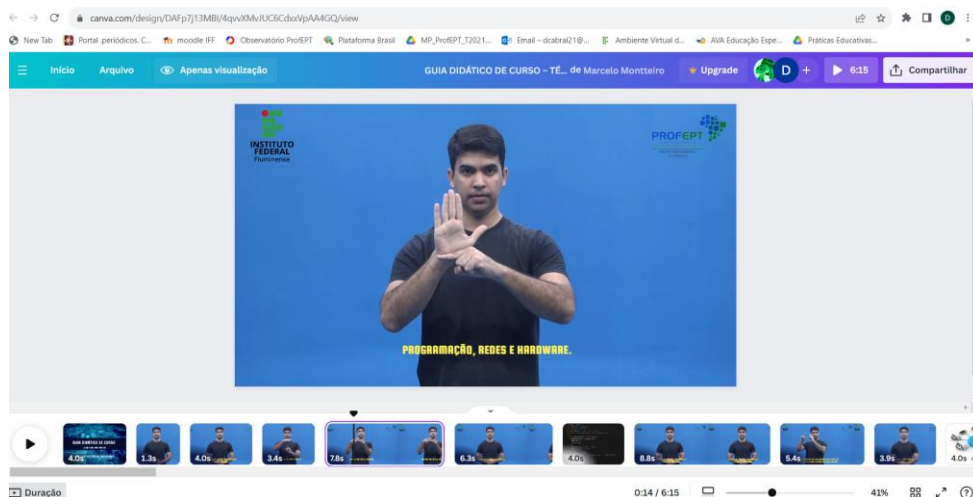 canva.com/design/DAFp7j13MBI/4qvvXMvJUC6CdxxVpAA4GQ/view
New Tab Portal .periódicos. C... moodle IFF Observatório ProfEPT Plataforma Brasil MP_ProfEPT_T2021... Email – dcabral21@... Ambiente Virtual d... AVA Educação Espe... Práticas Educativas...
Início Arquivo Apenas visualização GUIA DIDÁTICO DE CURSO – TÉ... de Marcelo Montteiro Upgrade D + 6:15 Compartilhar
INSTITUTO
FEDERAL
Fluminense
PROFEPT
PROGRAMAÇÃO, REDES E HARDWARE.
GUIA DIDÁTICO DE CURSO
4.0s 1.3s 4.0s 3.4s 7.8s 6.3s 4.0s 8.8s 5.4s 3.9s 4.0s
Duração 0:14 / 6:15 41%